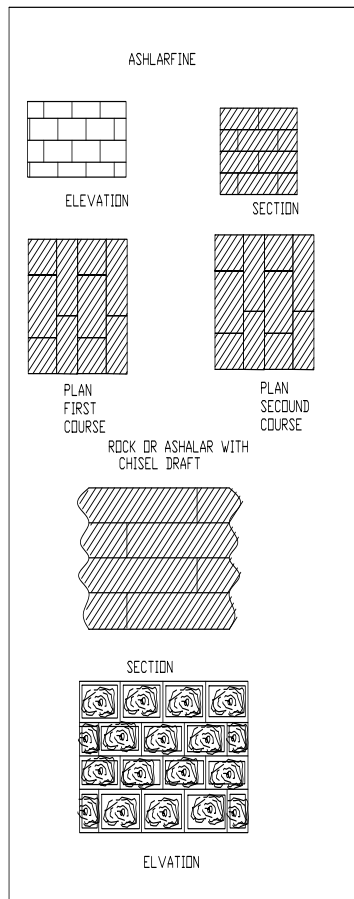 ASHLARFINE
ELEVATION
SECTION
PLAN
FIRST
COURSE
PLAN
SECOUND
COURSE
ROCK OR ASHALAR WITH
CHISEL DRAFT
SECTION
ELVATION